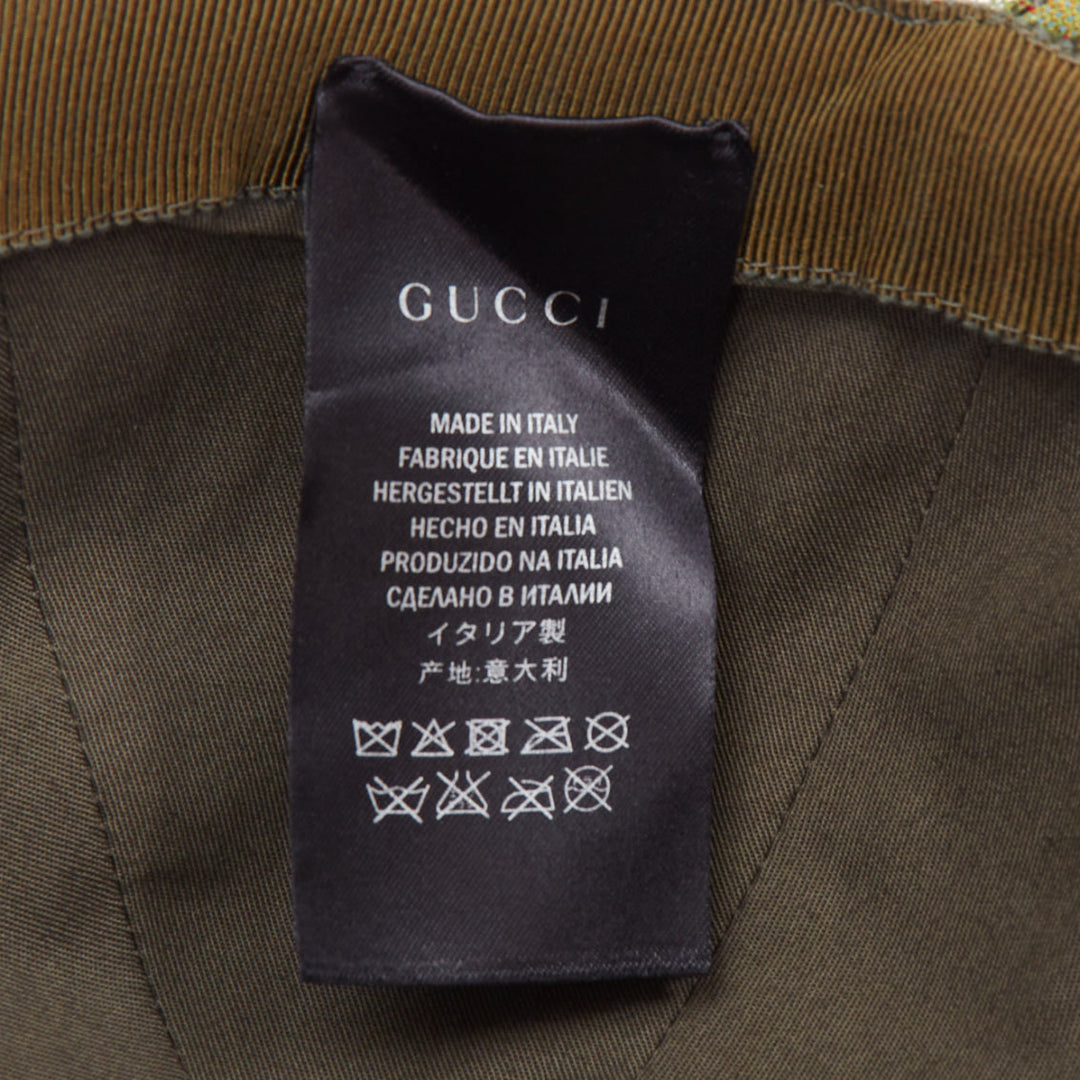 GUCCI
MADE IN ITALY
FABRIQUE EN ITALIE
HERGESTELLT IN ITALIEN
HECHO EN ITALIA
PRODUZIDO NA ITALIA
СДЕЛАНО В ИТАЛИИ
イタリア製
产地:意大利